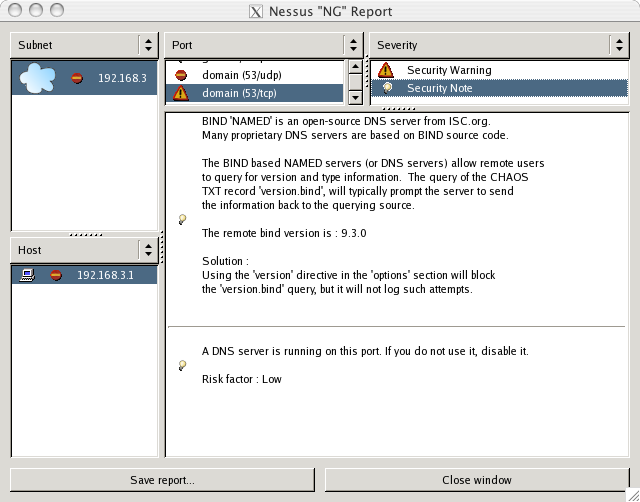 Nessus "NG" Report
Subnet
Port
Severity
192.168.3
domain (53/udp)
domain (53/tcp)
Security Warning
Security Note
Host
192.168.3.1
BIND 'NAMED' is an open-source DNS server from ISC.org.
Many proprietary DNS servers are based on BIND source code.
The BIND based NAMED servers (or DNS servers) allow remote users
to query for version and type information. The query of the CHAOS
TXT record 'version.bind', will typically prompt the server to send
the information back to the querying source.
The remote bind version is : 9.3.0
Solution :
Using the 'version' directive in the 'options' section will block
the 'version.bind' query, but it will not log such attempts.
A DNS server is running on this port. If you do not use it, disable it.
Risk factor : Low
Save report...
Close window